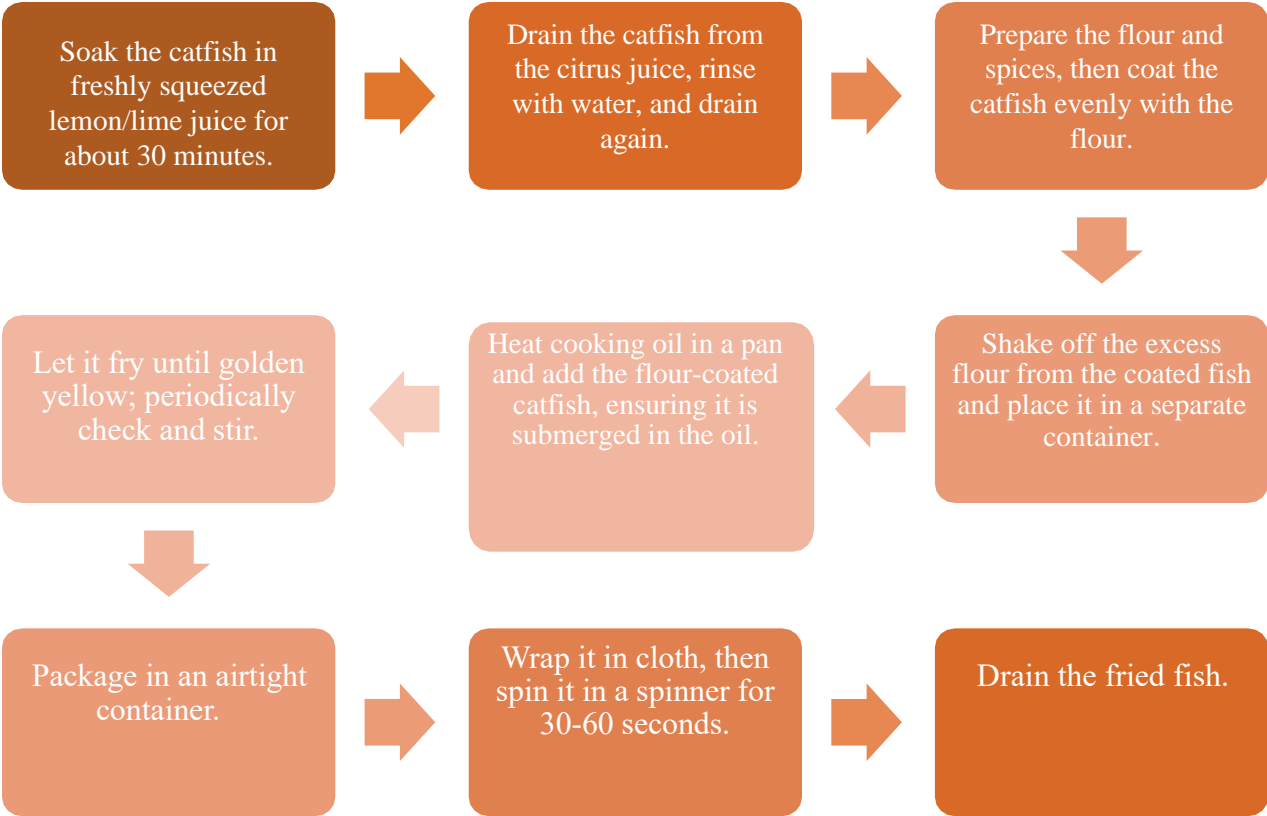 Soak the catfish in
freshly squeezed
lemon/lime juice for
about 30 minutes.
Drain the catfish from
the citrus juice, rinse
with water, and drain
again.
Prepare the flour and
spices, then coat the
catfish evenly with the
flour.
Shake off the excess
flour from the coated fish
and place it in a separate
container.
Heat cooking oil in a pan
and add the flour-coated
catfish, ensuring it is
submerged in the oil.
Let it fry until golden
yellow; periodically
check and stir.
Package in an airtight
container.
Wrap it in cloth, then
spin it in a spinner for
30-60 seconds.
Drain the fried fish.